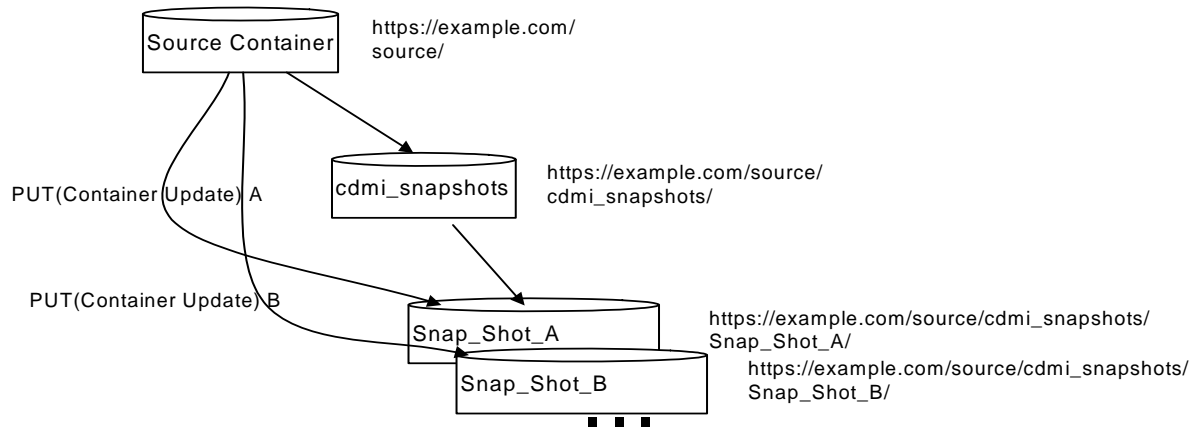 Source Container
https://example.com/
source/
cdmi_snapshots
https://example.com/source/
cdmi_snapshots/
PUT(Container Update) A
PUT(Container Update) B
Snap_Shot_A
https://example.com/source/cdmi_snapshots/
Snap_Shot_A/
Snap_Shot_B
https://example.com/source/cdmi_snapshots/
Snap_Shot_B/